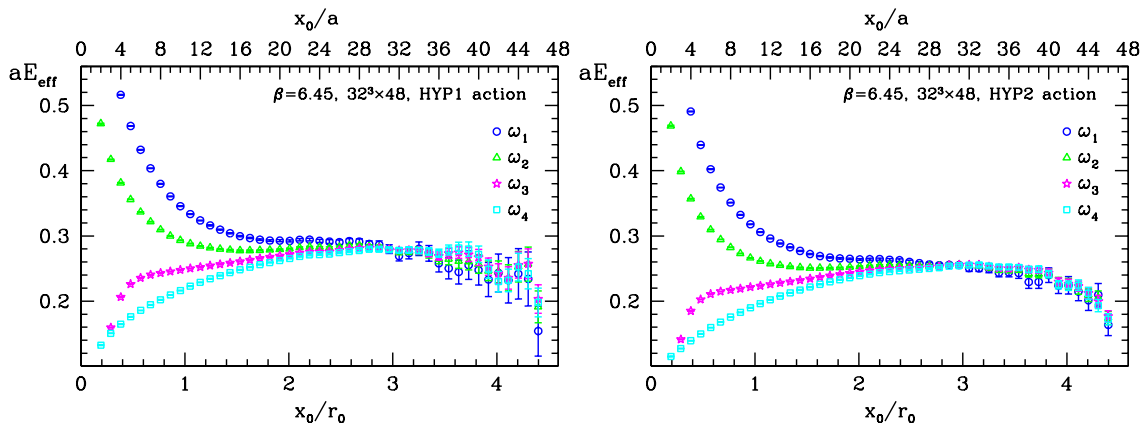 x₀/a
0 4 8 12 16 20 24 28 32 36 40 44 48
aE_eff
β=6.45, 32³×48, HYP1 action
0.5
0.4
0.3
0.2
ω₁
ω₂
ω₃
ω₄
0 1 2 3 4
x₀/r₀
x₀/a
0 4 8 12 16 20 24 28 32 36 40 44 48
aE_eff
β=6.45, 32³×48, HYP2 action
0.5
0.4
0.3
0.2
ω₁
ω₂
ω₃
ω₄
0 1 2 3 4
x₀/r₀